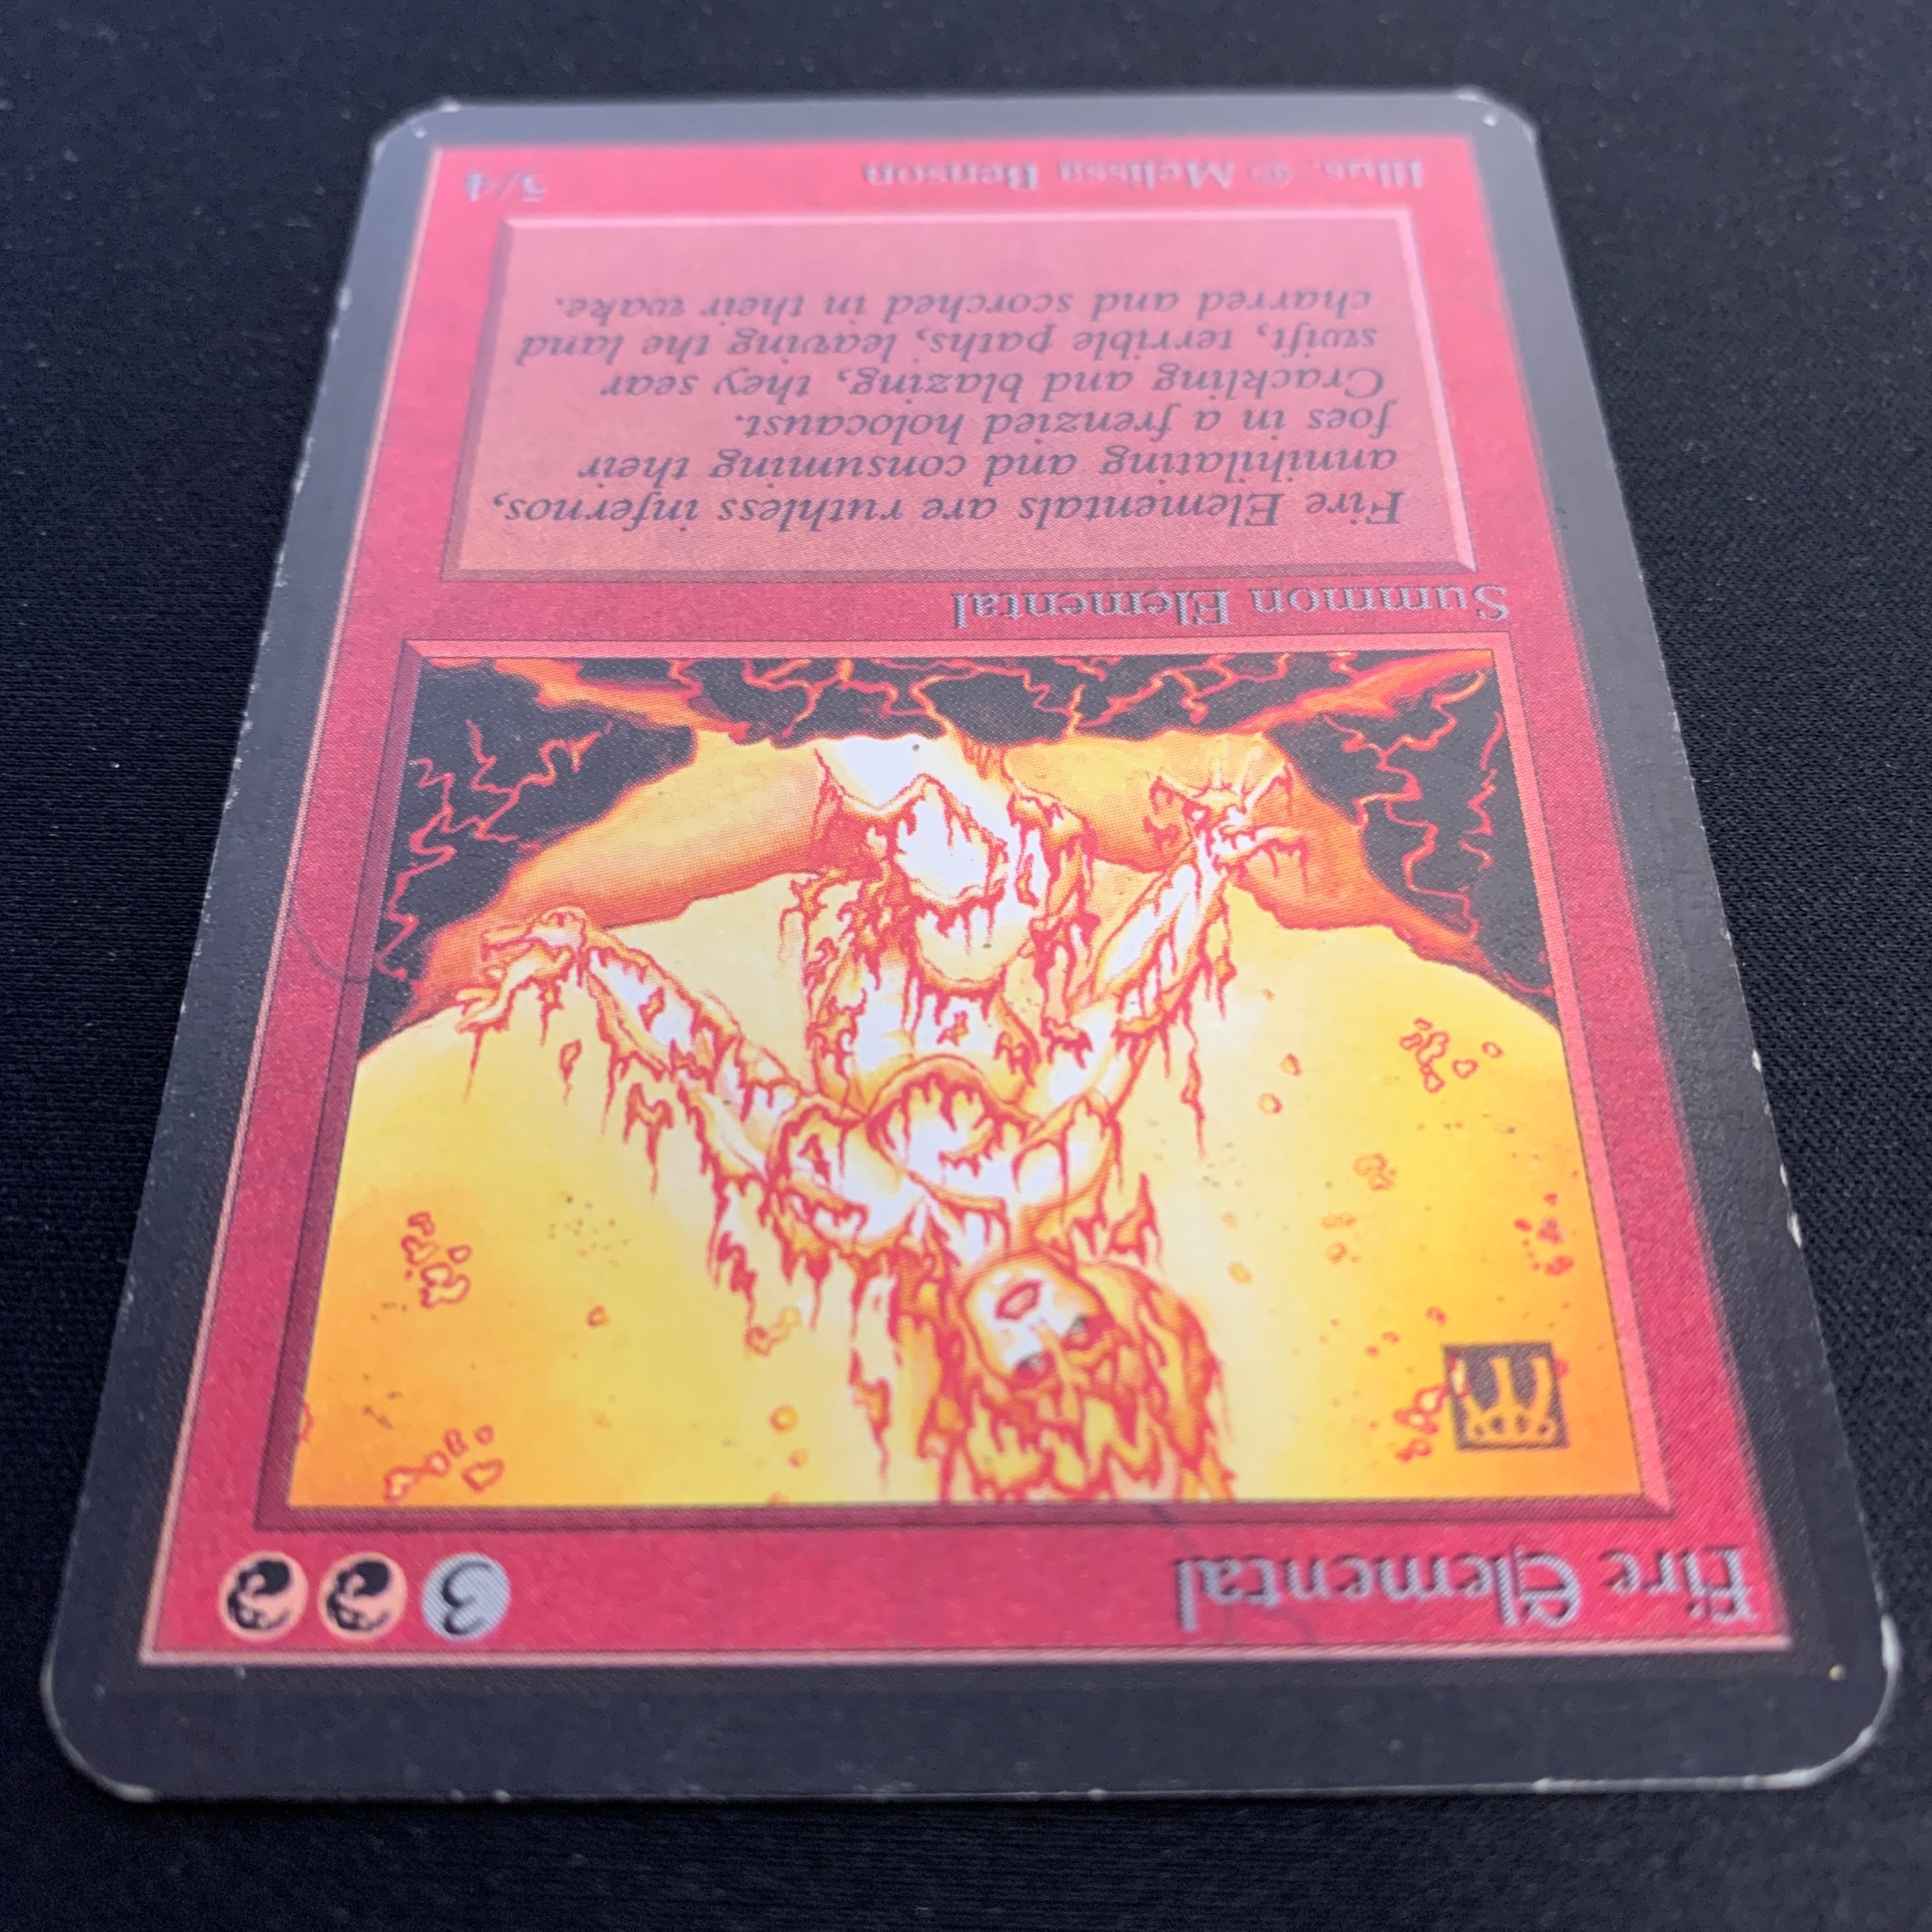 Fire Elemental
3
Summon Elemental
Fire Elementals are ruthless infernos,
annihilating and consuming their
foes in a frenzied holocaust.
Crackling and blazing, they sear
swift, terrible paths, leaving the land
charred and scorched in their wake.
Illus. © Melissa Benson
5/4